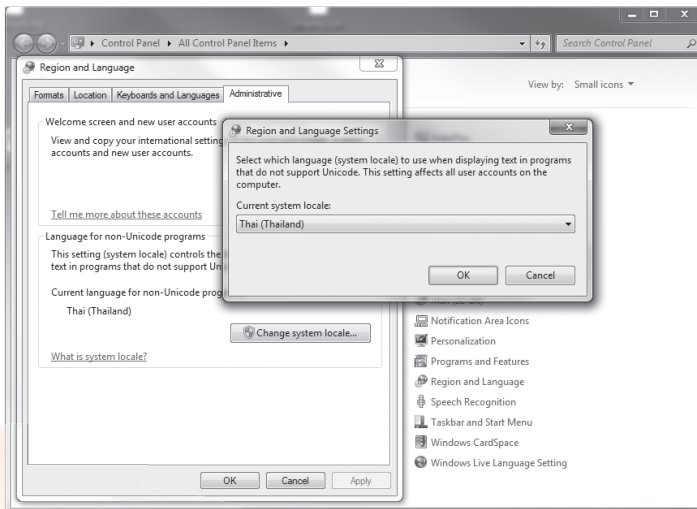 Control Panel ▸ All Control Panel Items ▸
Search Control Panel
View by: Small icons
Region and Language
Formats
Location
Keyboards and Languages
Administrative
Welcome screen and new user accounts
View and copy your international setting
accounts and new user accounts.
Tell me more about these accounts
Language for non-Unicode programs
This setting (system locale) controls the
text in programs that do not support Un
Current language for non-Unicode prog
Thai (Thailand)
Change system locale...
What is system locale?
OK
Cancel
Apply
Region and Language Settings
Select which language (system locale) to use when displaying text in programs
that do not support Unicode. This setting affects all user accounts on the
computer.
Current system locale:
Thai (Thailand)
OK
Cancel
Notification Area Icons
Personalization
Programs and Features
Region and Language
Speech Recognition
Taskbar and Start Menu
Windows CardSpace
Windows Live Language Setting